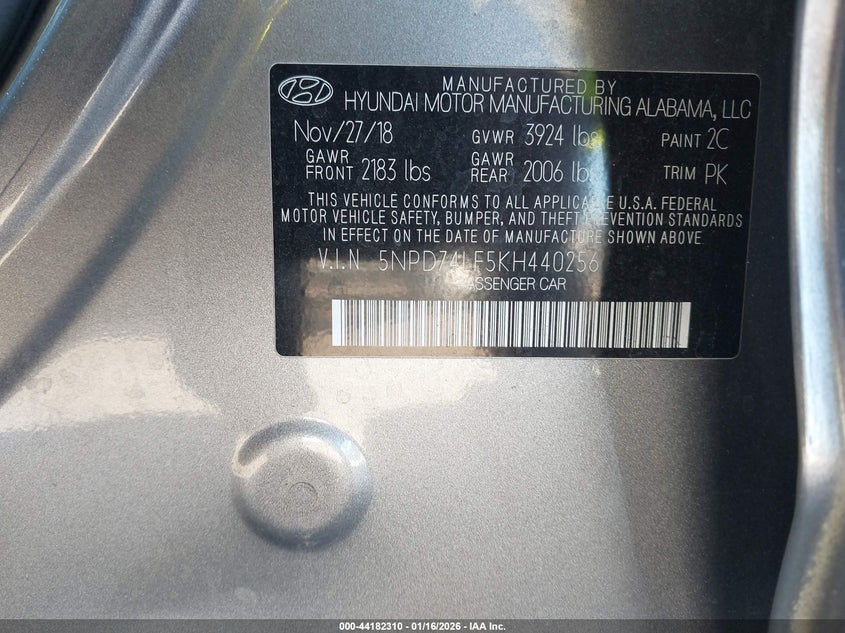 MANUFACTURED BY
HYUNDAI MOTOR MANUFACTURING ALABAMA, LLC
Nov/27/18 GVWR 3924 lbs PAINT 2C
GAWR FRONT 2183 lbs GAWR REAR 2006 lbs TRIM PK
THIS VEHICLE CONFORMS TO ALL APPLICABLE U.S.A. FEDERAL
MOTOR VEHICLE SAFETY, BUMPER, AND THEFT PREVENTION STANDARDS
IN EFFECT ON THE DATE OF MANUFACTURE SHOWN ABOVE.
V.I.N 5NPD74LF5KH440256
PASSENGER CAR
000-44182310 - 01/16/2026 - IAA Inc.